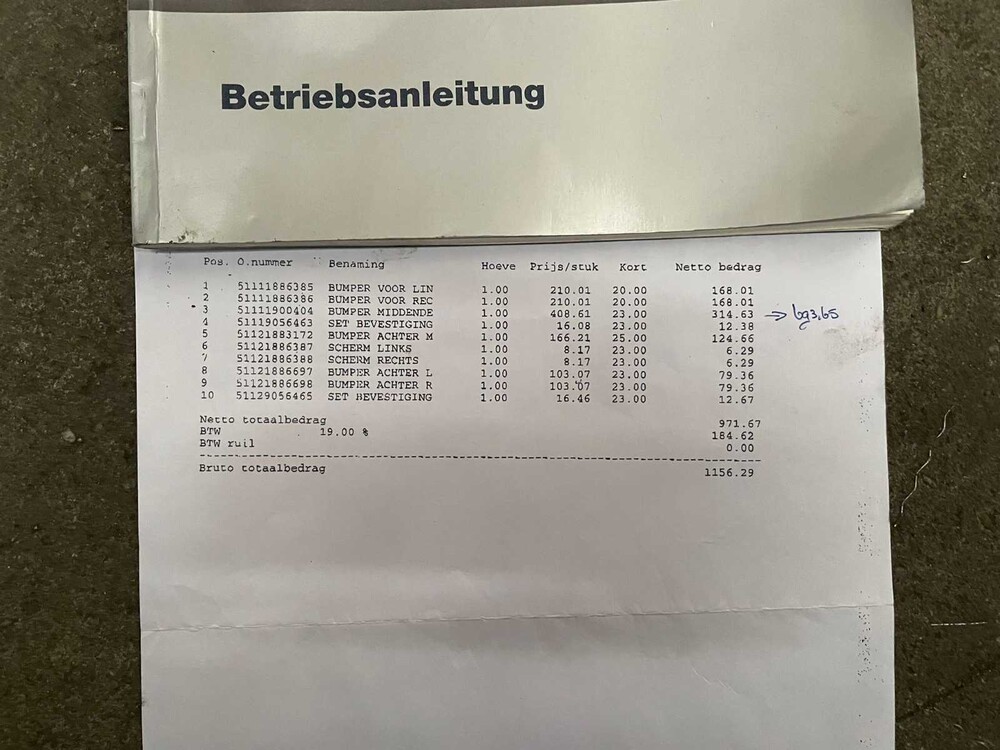 Betriebsanleitung
Pos. O.nummer Benaming Hoeve Prijs/stuk Kort Netto bedrag
1 51111886385 BUMPER VOOR LIN 1.00 210.01 20.00 168.01
2 51111886386 BUMPER VOOR REC 1.00 210.01 20.00 168.01
3 51111900404 BUMPER MIDDENDE 1.00 408.61 23.00 314.63
4 51119056463 SET BEVESTIGING 1.00 16.08 23.00 12.38
5 51121883172 BUMPER ACHTER M 1.00 166.21 25.00 124.66
6 51121886387 SCHERM LINKS 1.00 8.17 23.00 6.29
7 51121886388 SCHERM RECHTS 1.00 8.17 23.00 6.29
8 51121886697 BUMPER ACHTER L 1.00 103.07 23.00 79.36
9 51121886698 BUMPER ACHTER R 1.00 103.07 23.00 79.36
10 51129056465 SET BEVESTIGING 1.00 16.46 23.00 12.67
Netto totaalbedrag 971.67
BTW 19.00 % 184.62
BTW ruil 0.00
Bruto totaalbedrag 1156.29